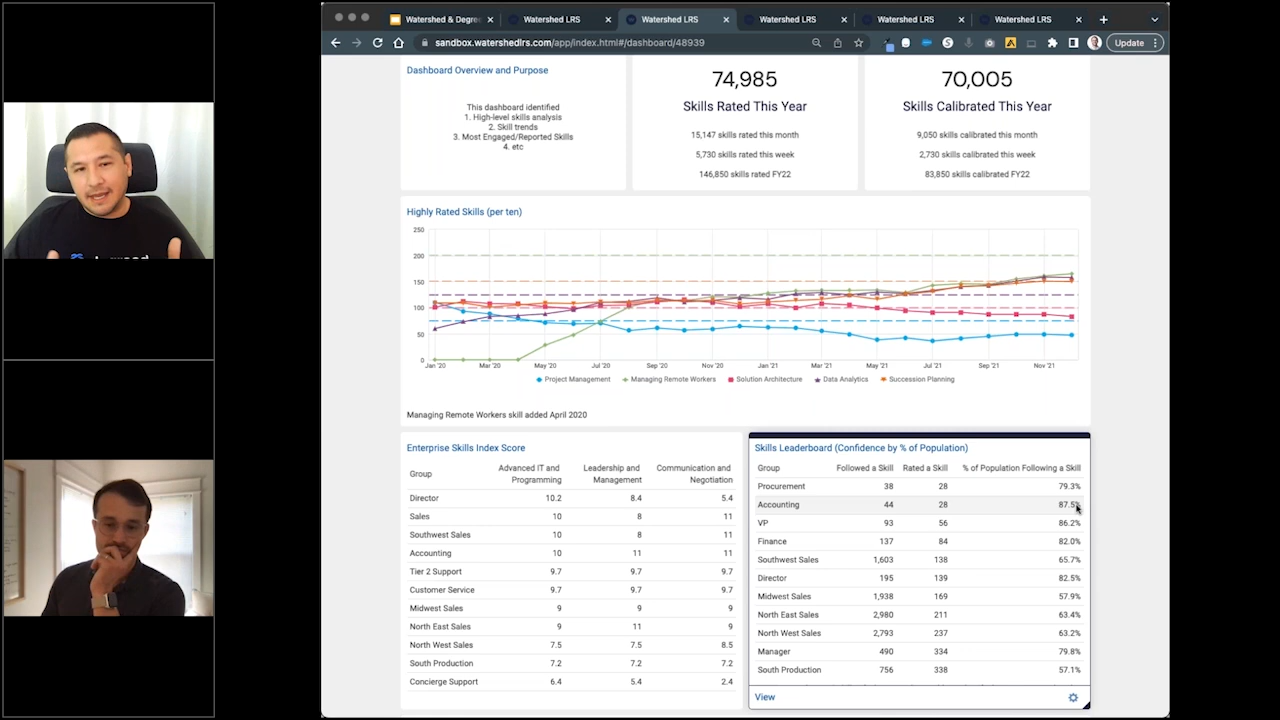 Watershed & Degre
Watershed LRS
Watershed LRS
Watershed LRS
Watershed LRS
Watershed LRS
sandbox.watershedlrs.com/app/index.html#/dashboard/48939
Update
Dashboard Overview and Purpose
This dashboard identified
1. High-level skills analysis
2. Skill trends
3. Most Engaged/Reported Skills
4. etc
74,985
Skills Rated This Year
15,147 skills rated this month
5,730 skills rated this week
146,850 skills rated FY22
70,005
Skills Calibrated This Year
9,050 skills calibrated this month
2,730 skills calibrated this week
83,850 skills calibrated FY22
Highly Rated Skills (per ten)
250
200
150
100
50
0
Jan '20 Mar '20 May '20 Jul '20 Sep '20 Nov '20 Jan '21 Mar '21 May '21 Jul '21 Sep '21 Nov '21
Project Management Managing Remote Workers Solution Architecture Data Analytics Succession Planning
Managing Remote Workers skill added April 2020
Enterprise Skills Index Score
Group Advanced IT and Programming Leadership and Management Communication and Negotiation
Director 10.2 8.4 5.4
Sales 10 8 11
Southwest Sales 10 8 11
Accounting 10 11 11
Tier 2 Support 9.7 9.7 9.7
Customer Service 9.7 9.7 9.7
Midwest Sales 9 9 9
North East Sales 9 11 9
North West Sales 7.5 7.5 8.5
South Production 7.2 7.2 7.2
Concierge Support 6.4 5.4 2.4
Skills Leaderboard (Confidence by % of Population)
Group Followed a Skill Rated a Skill % of Population Following a Skill
Procurement 38 28 79.3%
Accounting 44 28 87.5%
VP 93 56 86.2%
Finance 137 84 82.0%
Southwest Sales 1,603 138 65.7%
Director 195 139 82.5%
Midwest Sales 1,938 169 57.9%
North East Sales 2,980 211 63.4%
North West Sales 2,793 237 63.2%
Manager 490 334 79.8%
South Production 756 338 57.1%
View